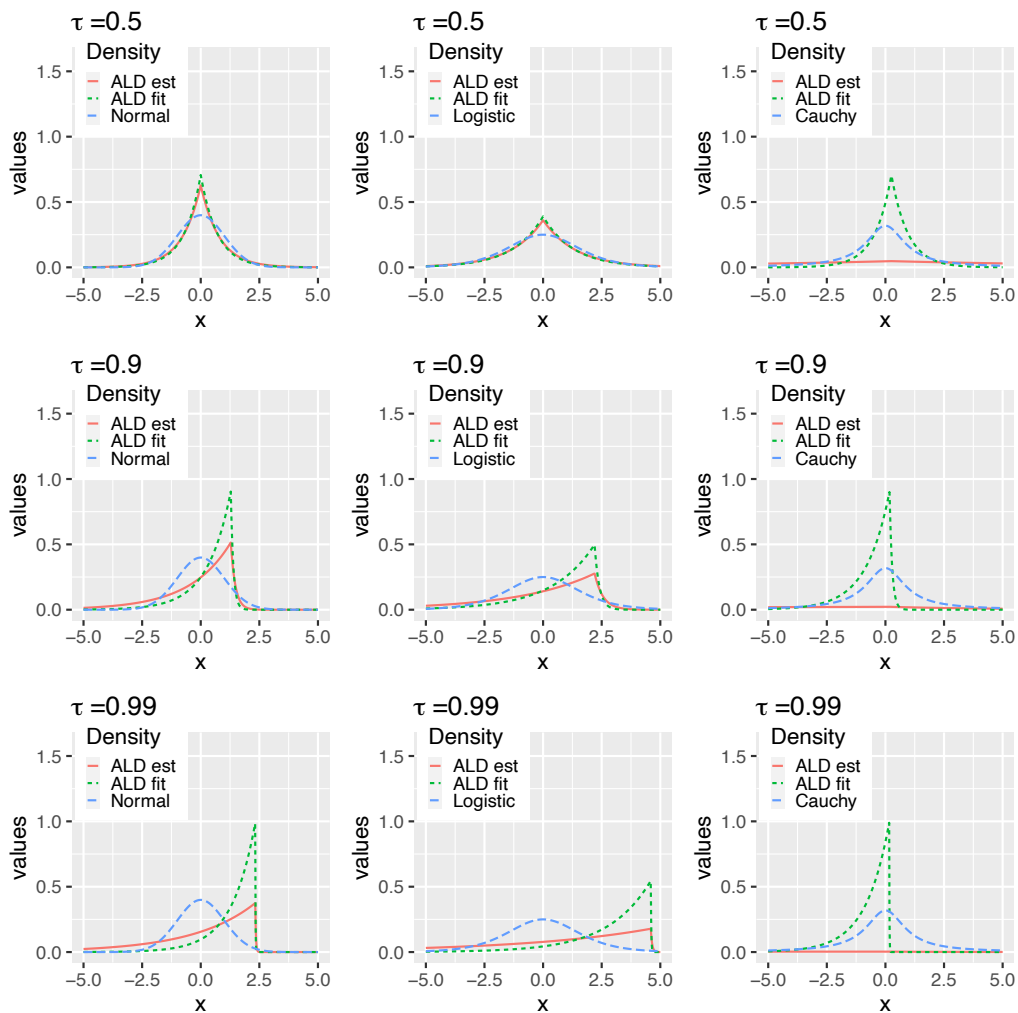 τ =0.5
Density
ALD est
ALD fit
Normal
values
1.5
1.0
0.5
0.0
−5.0 −2.5 0.0 2.5 5.0
x
τ =0.5
Density
ALD est
ALD fit
Logistic
values
1.5
1.0
0.5
0.0
−5.0 −2.5 0.0 2.5 5.0
x
τ =0.5
Density
ALD est
ALD fit
Cauchy
values
1.5
1.0
0.5
0.0
−5.0 −2.5 0.0 2.5 5.0
x
τ =0.9
Density
ALD est
ALD fit
Normal
values
1.5
1.0
0.5
0.0
−5.0 −2.5 0.0 2.5 5.0
x
τ =0.9
Density
ALD est
ALD fit
Logistic
values
1.5
1.0
0.5
0.0
−5.0 −2.5 0.0 2.5 5.0
x
τ =0.9
Density
ALD est
ALD fit
Cauchy
values
1.5
1.0
0.5
0.0
−5.0 −2.5 0.0 2.5 5.0
x
τ =0.99
Density
ALD est
ALD fit
Normal
values
1.5
1.0
0.5
0.0
−5.0 −2.5 0.0 2.5 5.0
x
τ =0.99
Density
ALD est
ALD fit
Logistic
values
1.5
1.0
0.5
0.0
−5.0 −2.5 0.0 2.5 5.0
x
τ =0.99
Density
ALD est
ALD fit
Cauchy
values
1.5
1.0
0.5
0.0
−5.0 −2.5 0.0 2.5 5.0
x